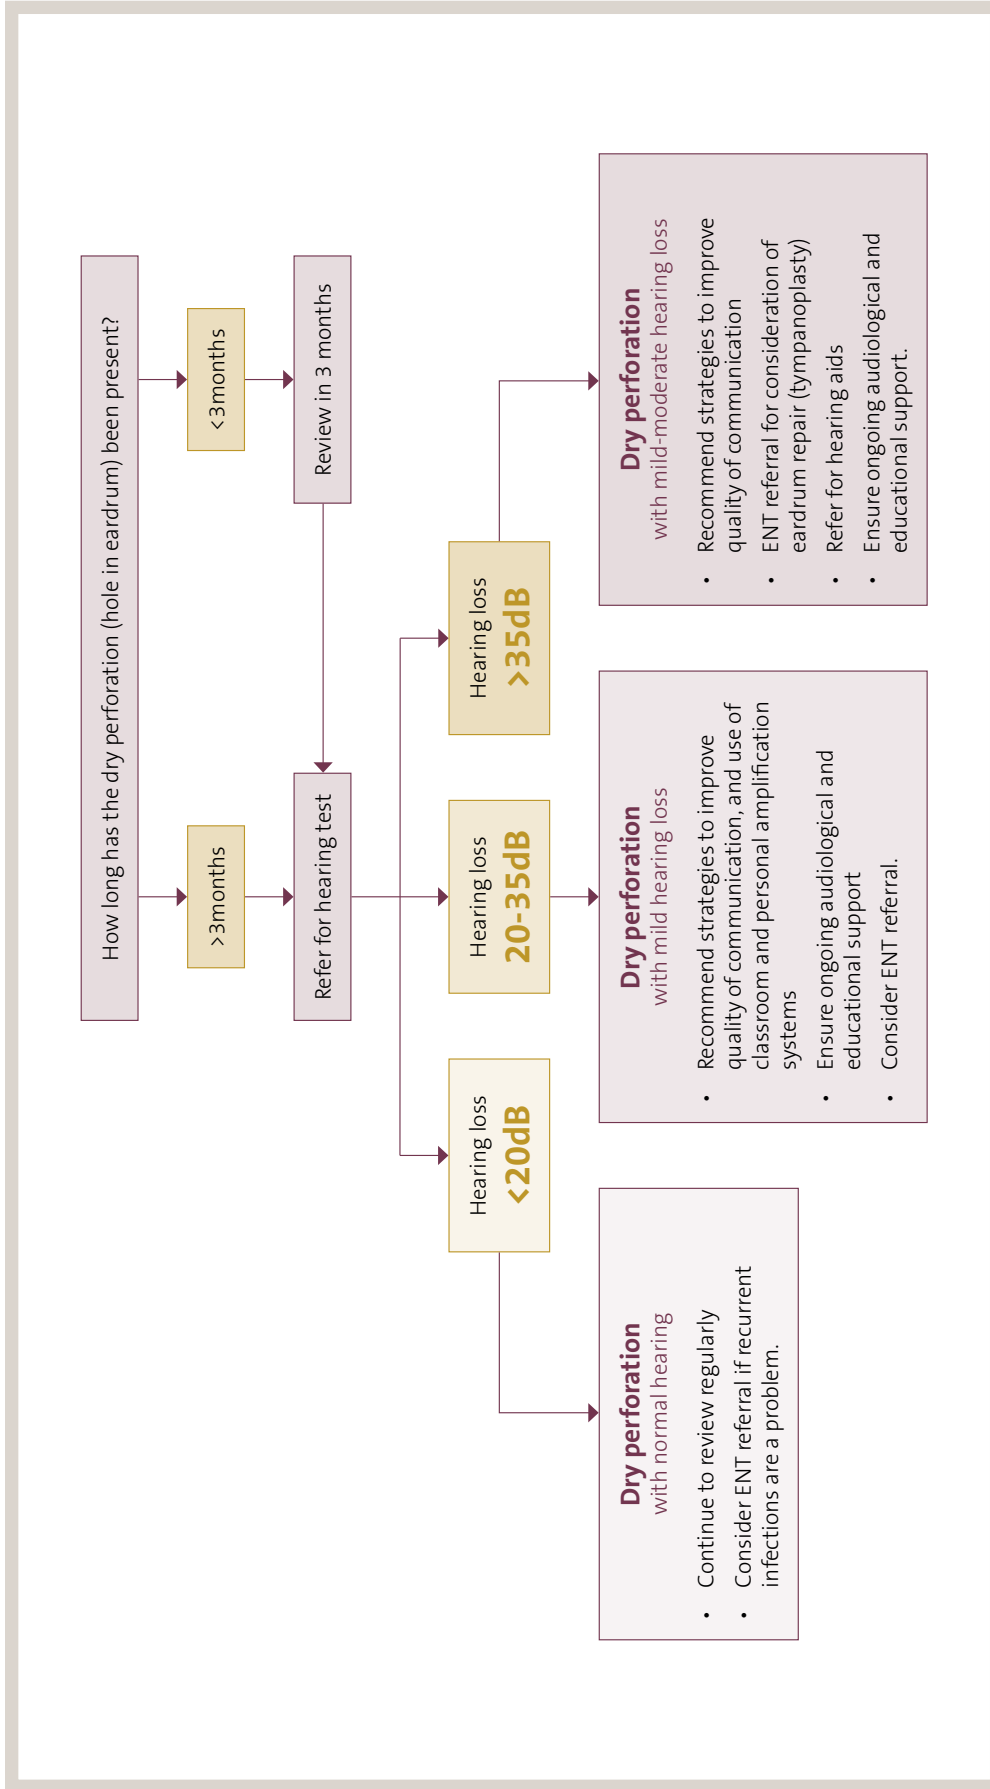 How long has the dry perforation (hole in eardrum) been present?
>3months
<3months
Refer for hearing test
Review in 3 months
Hearing loss
<20dB
Hearing loss
20-35dB
Hearing loss
>35dB
Dry perforation
with normal hearing
• Continue to review regularly
• Consider ENT referral if recurrent
infections are a problem.
Dry perforation
with mild hearing loss
• Recommend strategies to improve
quality of communication, and use of
classroom and personal amplification
systems
• Ensure ongoing audiological and
educational support
• Consider ENT referral.
Dry perforation
with mild-moderate hearing loss
• Recommend strategies to improve
quality of communication
• ENT referral for consideration of
eardrum repair (tympanoplasty)
• Refer for hearing aids
• Ensure ongoing audiological and
educational support.